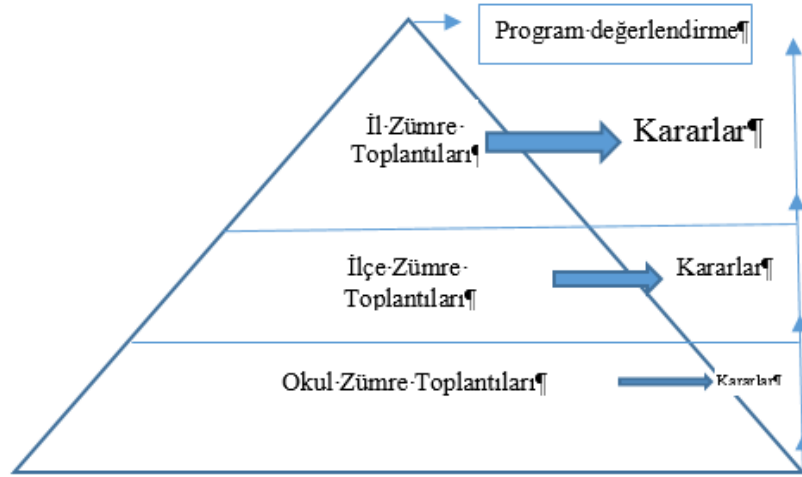 Program·değerlendirme¶
İl·Zümre·
Toplantıları¶
Kararlar¶
İlçe·Zümre·
Toplantıları¶
Kararlar¶
Okul·Zümre·Toplantıları¶
Kararlar¶